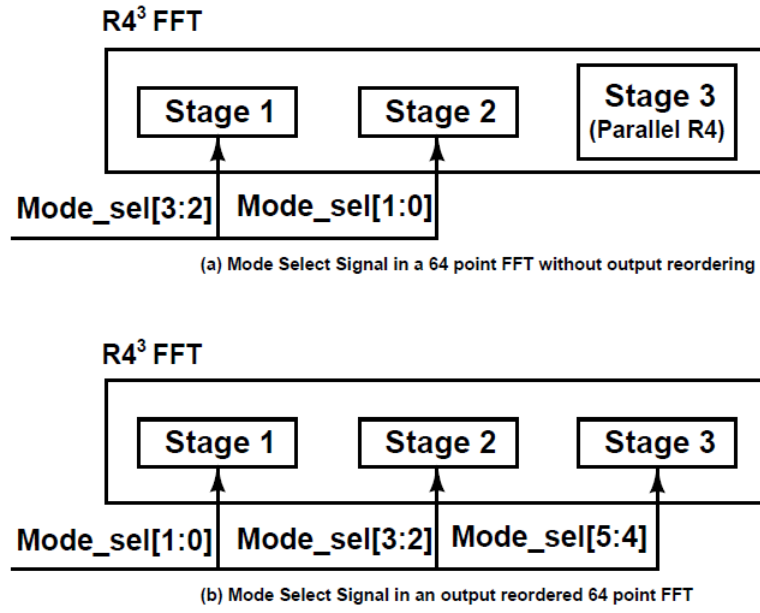 R4³ FFT
Stage 1
Stage 2
Stage 3
(Parallel R4)
Mode_sel[3:2]
Mode_sel[1:0]
(a) Mode Select Signal in a 64 point FFT without output reordering
R4³ FFT
Stage 1
Stage 2
Stage 3
Mode_sel[1:0]
Mode_sel[3:2]
Mode_sel[5:4]
(b) Mode Select Signal in an output reordered 64 point FFT